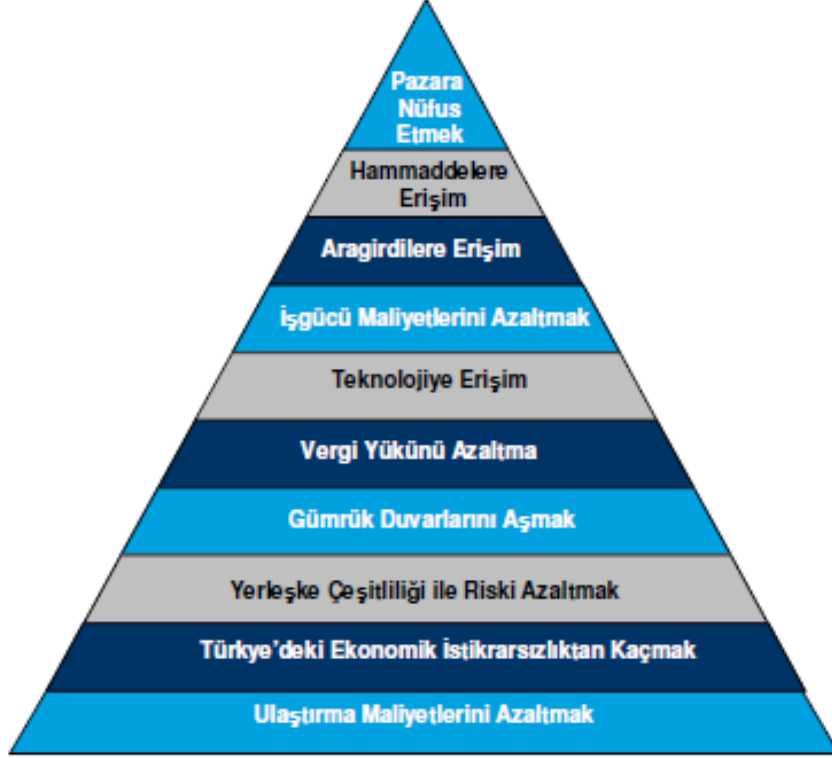 Pazara
Nüfus
Etmek
Hammaddelere
Erişim
Aragirdilere Erişim
İşgücü Maliyetlerini Azaltmak
Teknolojiye Erişim
Vergi Yükünü Azaltma
Gümrük Duvarlarını Aşmak
Yerleşke Çeşitliliği ile Riski Azaltmak
Türkye'deki Ekonomik İstikrarsızlıktan Kaçmak
Ulaştırma Maliyetlerini Azaltmak